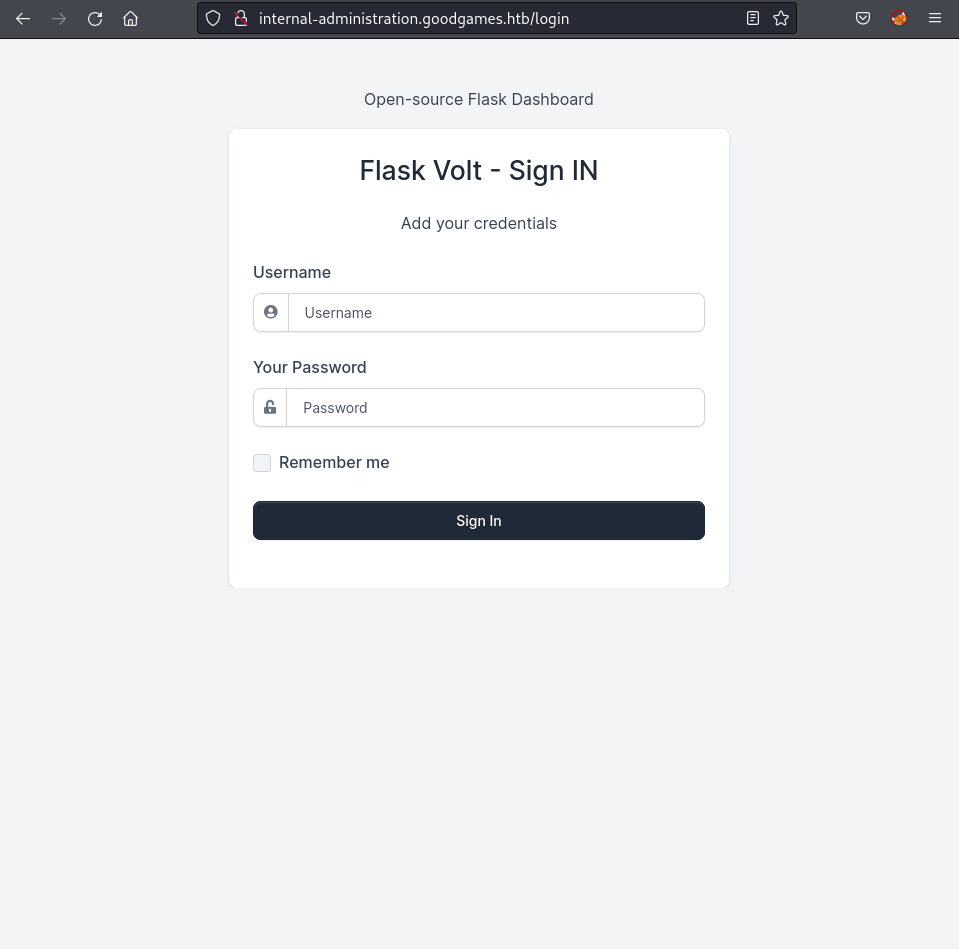 internal-administration.goodgames.htb/login
Open-source Flask Dashboard
Flask Volt - Sign IN
Add your credentials
Username
Username
Your Password
Password
Remember me
Sign In